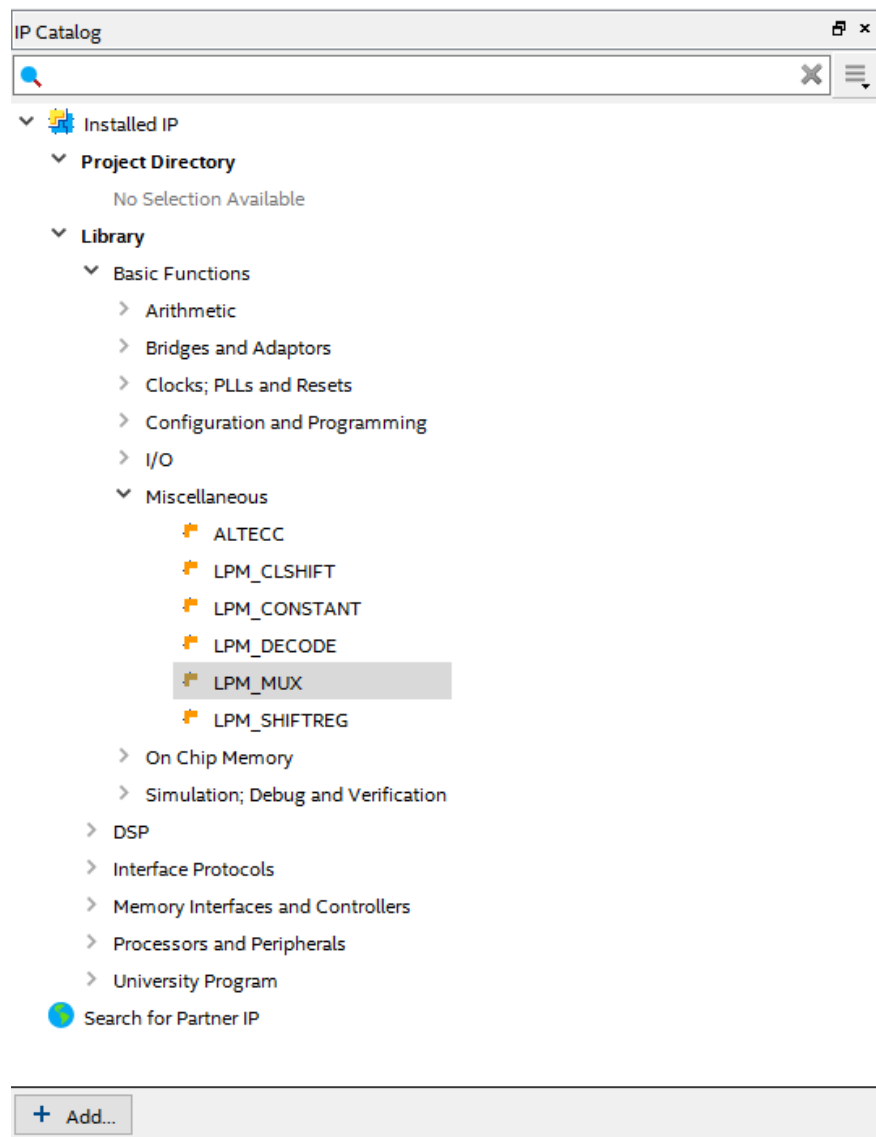 IP Catalog
Installed IP
Project Directory
No Selection Available
Library
Basic Functions
Arithmetic
Bridges and Adaptors
Clocks; PLLs and Resets
Configuration and Programming
I/O
Miscellaneous
ALTECC
LPM_CLSHIFT
LPM_CONSTANT
LPM_DECODE
LPM_MUX
LPM_SHIFTREG
On Chip Memory
Simulation; Debug and Verification
DSP
Interface Protocols
Memory Interfaces and Controllers
Processors and Peripherals
University Program
Search for Partner IP
+ Add...